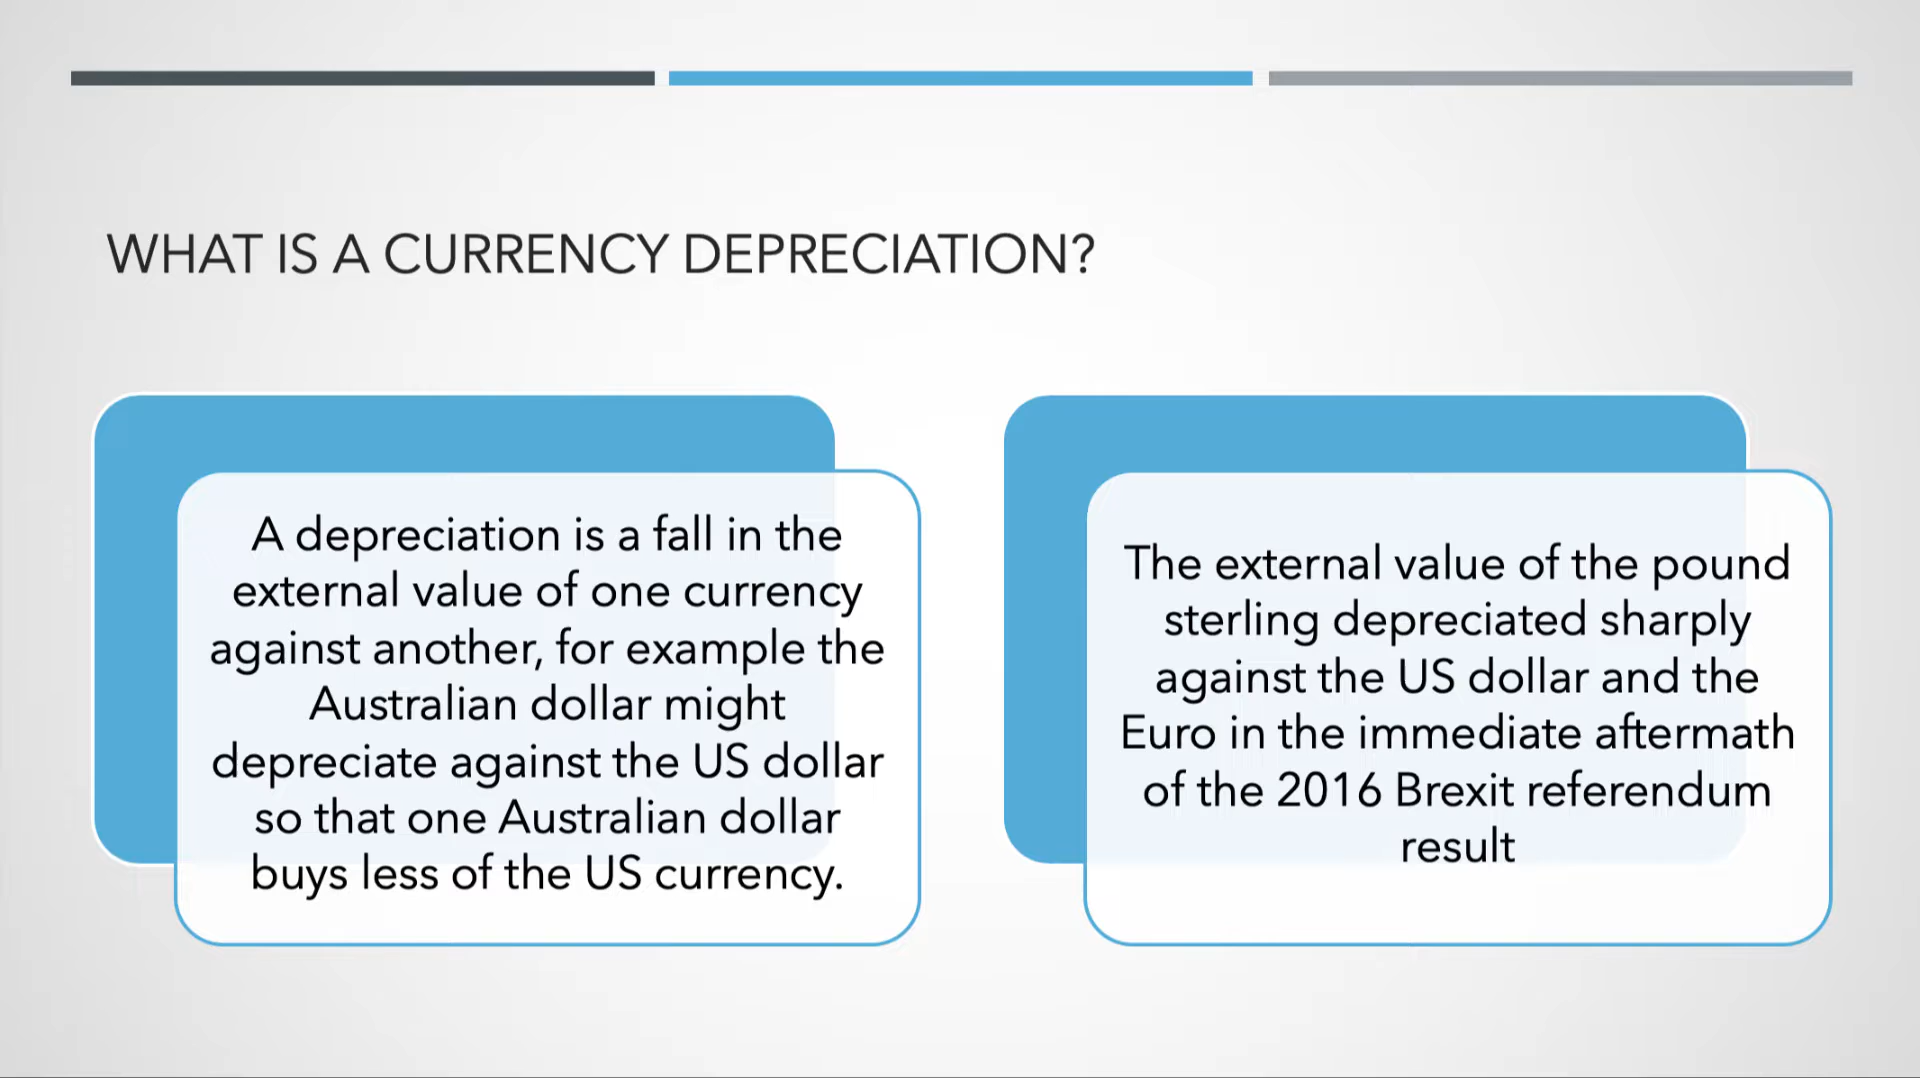 WHAT IS A CURRENCY DEPRECIATION?
A depreciation is a fall in the
external value of one currency
against another, for example the
Australian dollar might
depreciate against the US dollar
so that one Australian dollar
buys less of the US currency.
The external value of the pound
sterling depreciated sharply
against the US dollar and the
Euro in the immediate aftermath
of the 2016 Brexit referendum
result